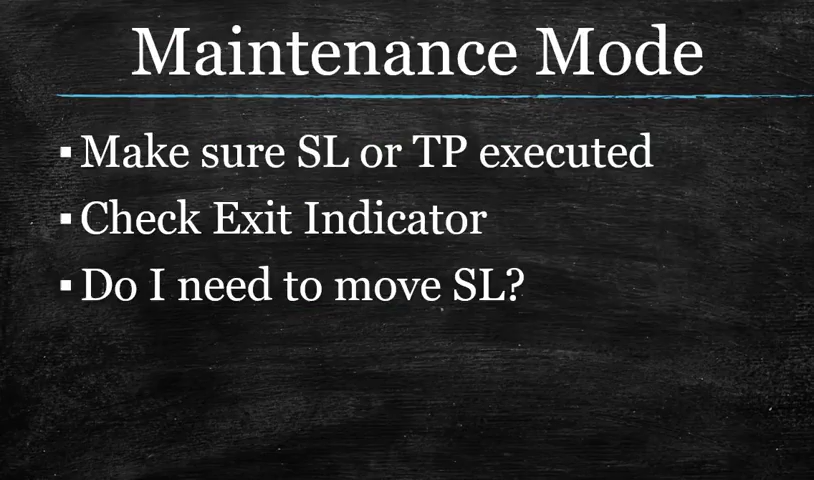 Maintenance Mode
▪ Make sure SL or TP executed
▪ Check Exit Indicator
▪ Do I need to move SL?